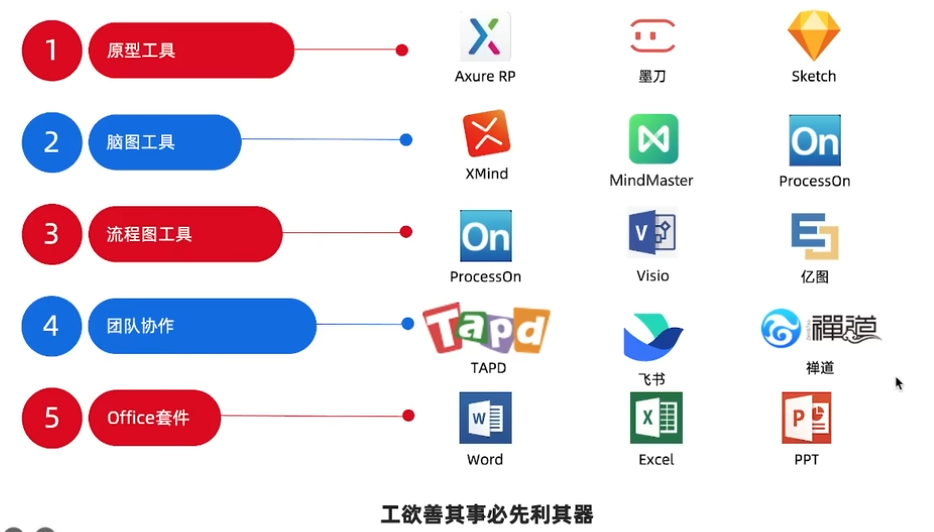 1 原型工具
Axure RP 墨刀 Sketch
2 脑图工具
XMind MindMaster On ProcessOn
3 流程图工具
On ProcessOn V Visio 亿图
4 团队协作
Tapd TAPD 飞书 禅道 禪道
5 Office套件
W Word X Excel P PPT
工欲善其事必先利其器